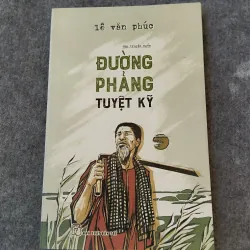 lê văn phúc
ĐƯỜNG
PHẢNG
TUYỆT KỸ